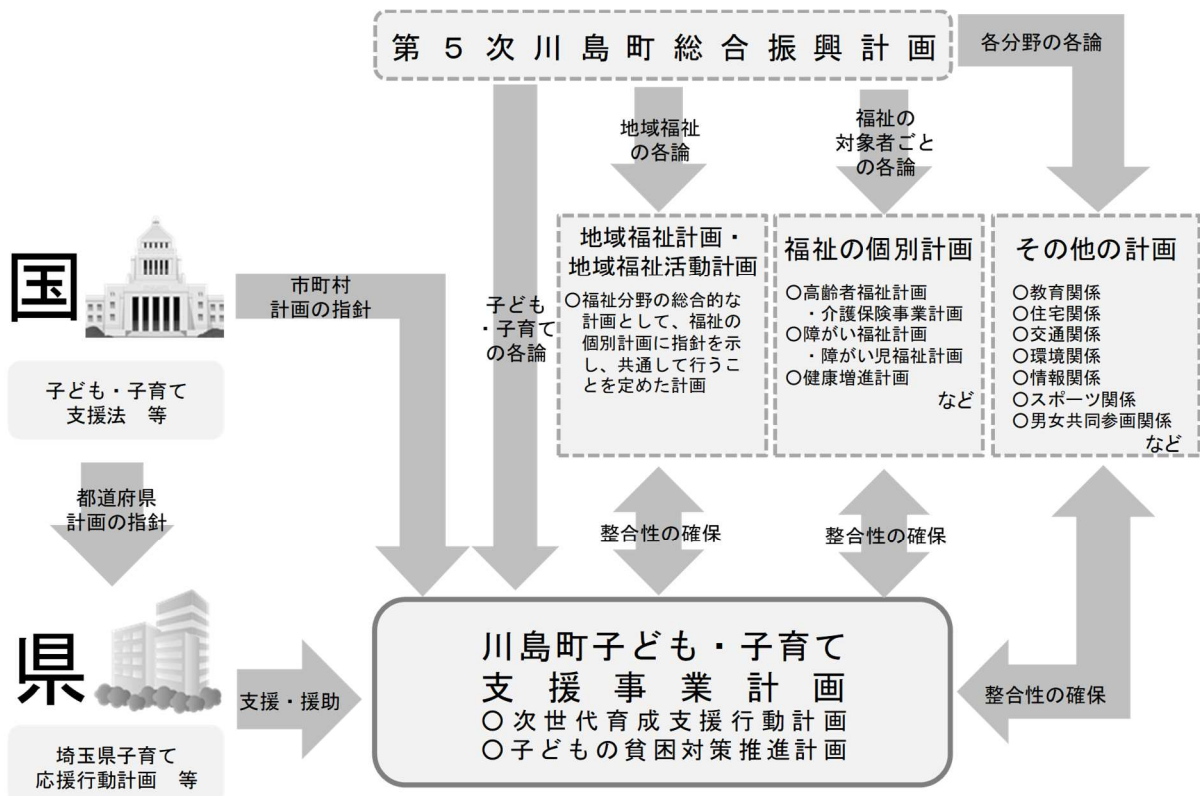 第５次川島町総合振興計画
各分野の各論
地域福祉
の各論
福祉の
対象者ごと
の各論
国
子ども・子育て
支援法　等
市町村
計画の指針
子ども
・子育て
の各論
地域福祉計画・
地域福祉活動計画
○福祉分野の総合的な
計画として、福祉の
個別計画に指針を示
し、共通して行うこ
とを定めた計画
福祉の個別計画
○高齢者福祉計画
・介護保険事業計画
○障がい福祉計画
・障がい児福祉計画
○健康増進計画
など
その他の計画
○教育関係
○住宅関係
○交通関係
○環境関係
○情報関係
○スポーツ関係
○男女共同参画関係
など
都道府県
計画の指針
整合性の確保
整合性の確保
県
埼玉県子育て
応援行動計画　等
支援・援助
川島町子ども・子育て
支援事業計画
○次世代育成支援行動計画
○子どもの貧困対策推進計画
整合性の確保